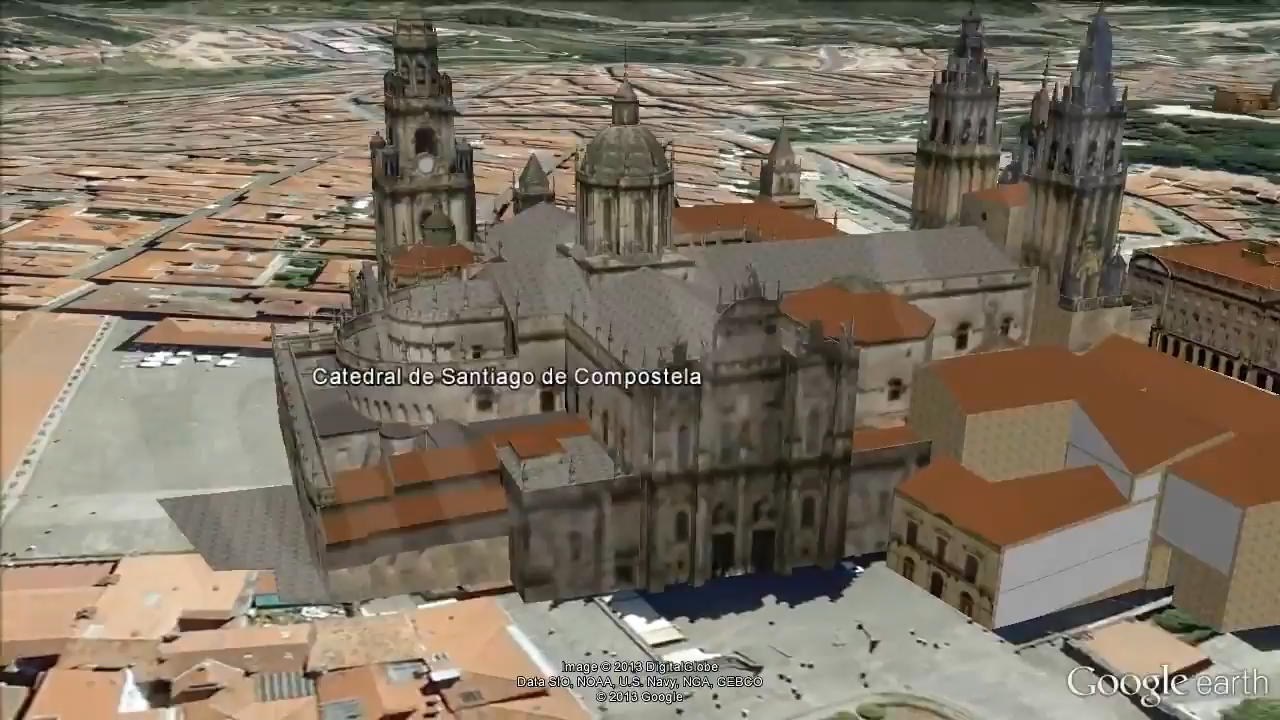 Catedral de Santiago de Compostela
Image © 2013 DigitalGlobe
Data SIO, NOAA, U.S. Navy, NGA, GEBCO
© 2013 Google
Google earth